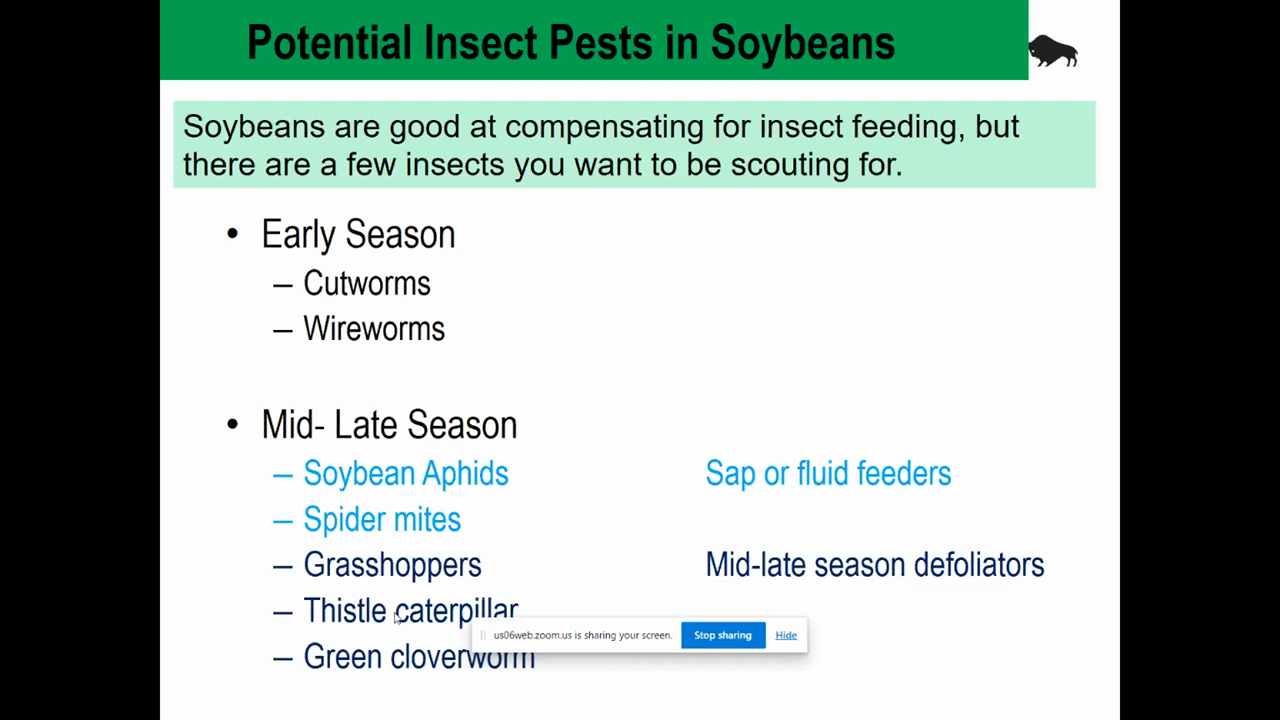 Potential Insect Pests in Soybeans
Soybeans are good at compensating for insect feeding, but
there are a few insects you want to be scouting for.
• Early Season
– Cutworms
– Wireworms
• Mid- Late Season
– Soybean Aphids Sap or fluid feeders
– Spider mites
– Grasshoppers Mid-late season defoliators
– Thistle caterpillar
us06web.zoom.us is sharing your screen. Stop sharing Hide
– Green cloverworm